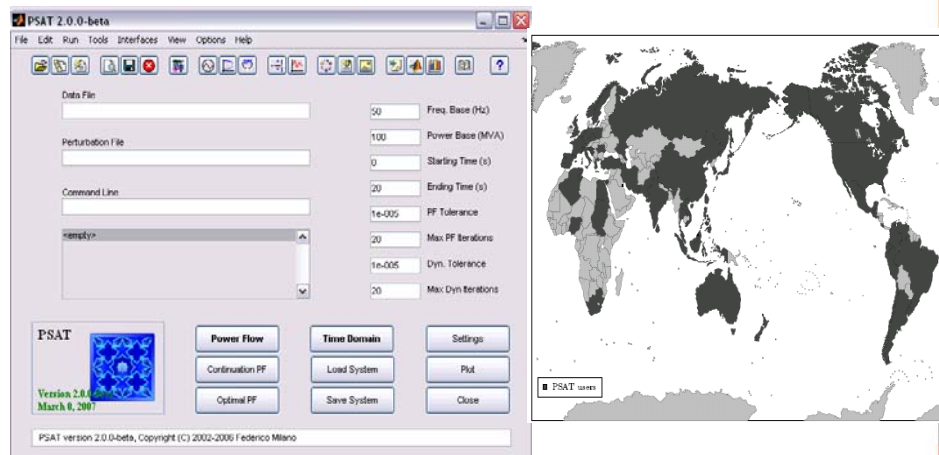 PSAT 2.0.0-beta
File Edit Run Tools Interfaces View Options Help
Data File
50 Freq. Base (Hz)
100 Power Base (MVA)
Perturbation File
0 Starting Time (s)
20 Ending Time (s)
Command Line
1e-005 PF Tolerance
<empty>
20 Max PF Iterations
1e-005 Dyn. Tolerance
20 Max Dyn Iterations
PSAT
Power Flow Time Domain Settings
Continuation PF Load System Plot
Optimal PF Save System Close
Version 2.0.0-beta
March 8, 2007
PSAT version 2.0.0-beta, Copyright (C) 2002-2006 Federico Milano
PSAT users